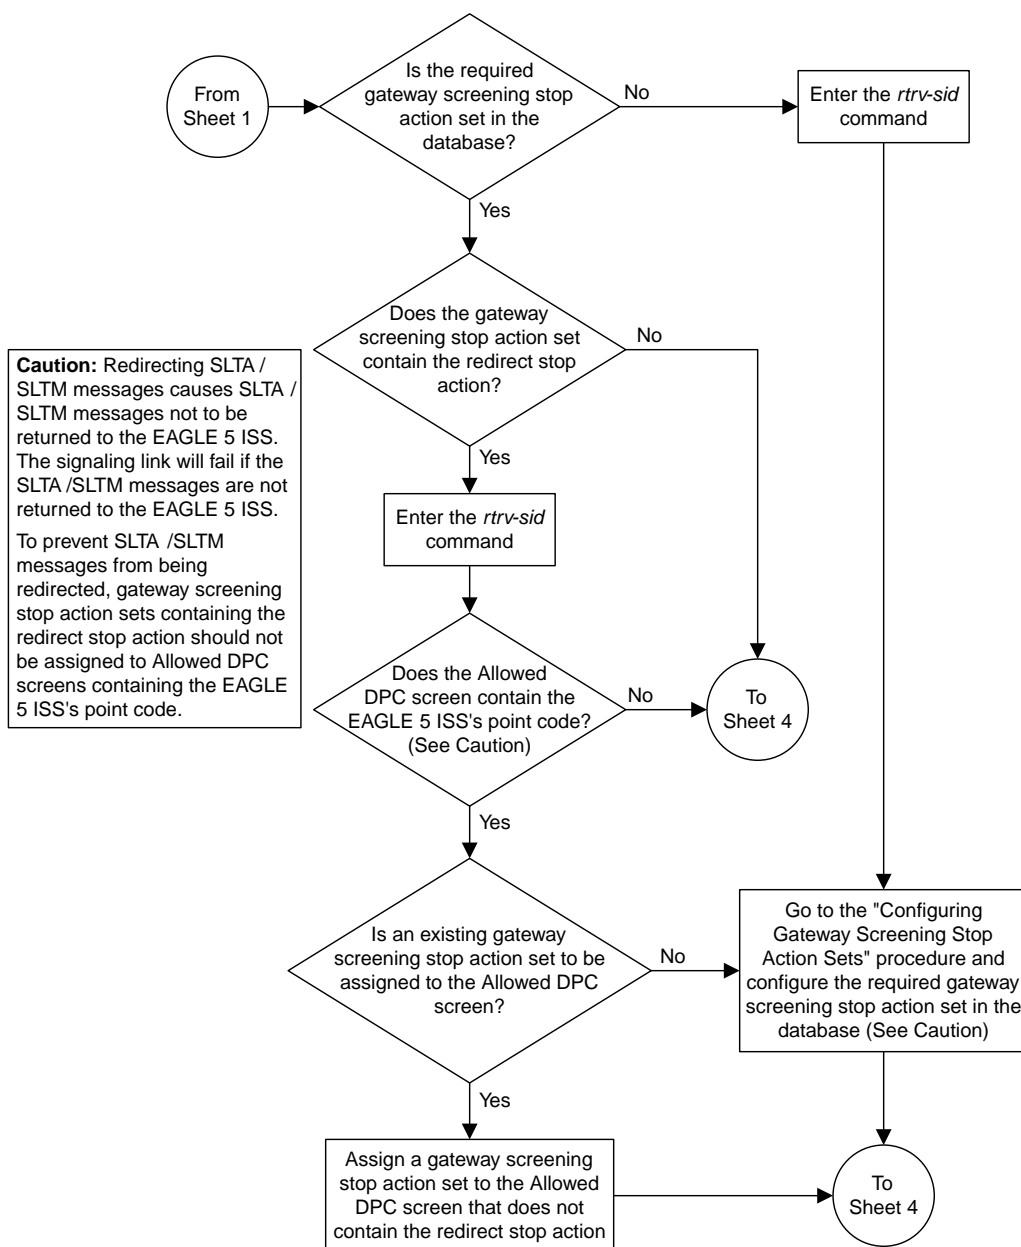 From
Sheet 1
Is the required
gateway screening stop
action set in the
database?
No
Enter the rtrv-sid
command
Yes
Does the gateway
screening stop action set
contain the redirect stop
action?
No
Caution: Redirecting SLTA /
SLTM messages causes SLTA /
SLTM messages not to be
returned to the EAGLE 5 ISS.
The signaling link will fail if the
SLTA /SLTM messages are not
returned to the EAGLE 5 ISS.
To prevent SLTA /SLTM
messages from being
redirected, gateway screening
stop action sets containing the
redirect stop action should not
be assigned to Allowed DPC
screens containing the EAGLE
5 ISS's point code.
Yes
Enter the rtrv-sid
command
Does the Allowed
DPC screen contain the
EAGLE 5 ISS's point code?
(See Caution)
No
To
Sheet 4
Yes
Is an existing gateway
screening stop action set to be
assigned to the Allowed DPC
screen?
No
Go to the "Configuring
Gateway Screening Stop
Action Sets" procedure and
configure the required gateway
screening stop action set in the
database (See Caution)
Yes
Assign a gateway screening
stop action set to the Allowed
DPC screen that does not
contain the redirect stop action
To
Sheet 4